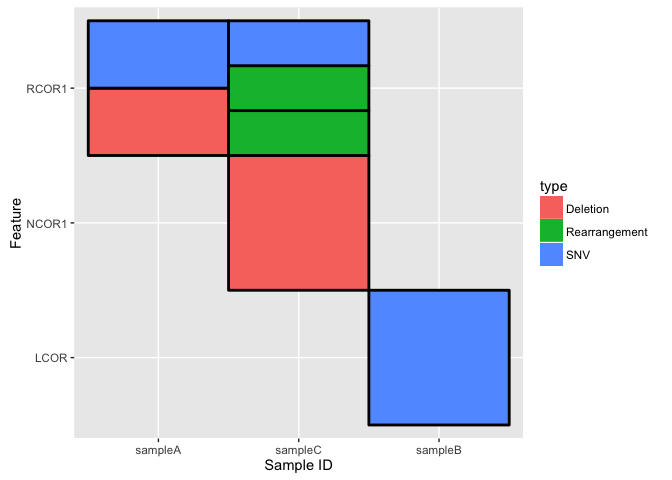 RCOR1
NCOR1
LCOR
Feature
sampleA
sampleC
sampleB
Sample ID
type
Deletion
Rearrangement
SNV